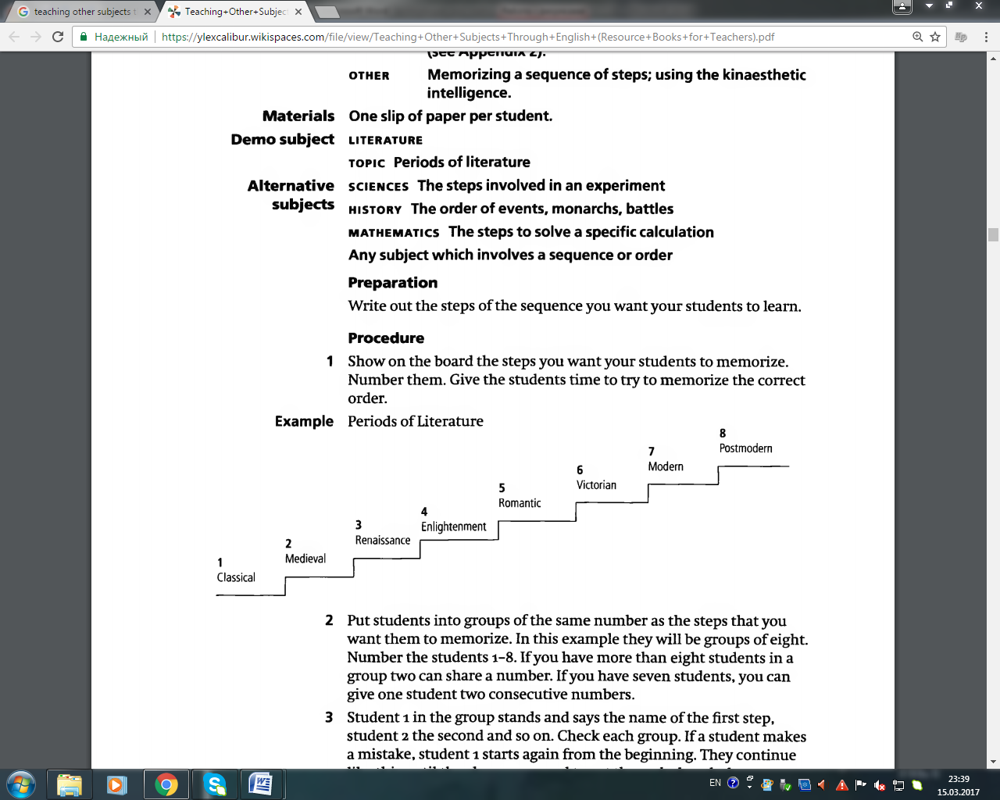 teaching other subjects t
Teaching+Other+Subjec
Надежный
https://ylexcalibur.wikispaces.com/file/view/Teaching+Other+Subjects+Through+English+(Resource+Books+for+Teachers).pdf
(see Appendix 2).
OTHER Memorizing a sequence of steps; using the kinaesthetic
intelligence.
Materials One slip of paper per student.
Demo subject LITERATURE
TOPIC Periods of literature
Alternative SCIENCES The steps involved in an experiment
subjects
HISTORY The order of events, monarchs, battles
MATHEMATICS The steps to solve a specific calculation
Any subject which involves a sequence or order
Preparation
Write out the steps of the sequence you want your students to learn.
Procedure
1 Show on the board the steps you want your students to memorize.
Number them. Give the students time to try to memorize the correct
order.
Example Periods of Literature
1
Classical
2
Medieval
3
Renaissance
4
Enlightenment
5
Romantic
6
Victorian
7
Modern
8
Postmodern
2 Put students into groups of the same number as the steps that you
want them to memorize. In this example they will be groups of eight.
Number the students 1–8. If you have more than eight students in a
group two can share a number. If you have seven students, you can
give one student two consecutive numbers.
3 Student 1 in the group stands and says the name of the first step,
student 2 the second and so on. Check each group. If a student makes
a mistake, student 1 starts again from the beginning. They continue
EN
23:39
15.03.2017